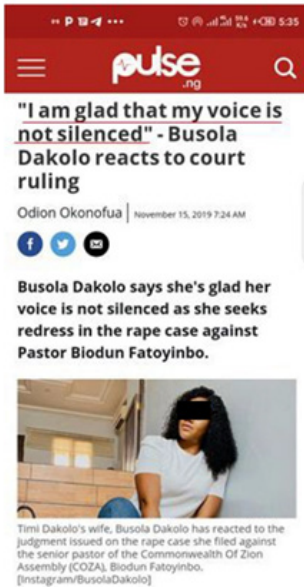 5:35
pulse
.ng
"I am glad that my voice is
not silenced" - Busola
Dakolo reacts to court
ruling
Odion Okonofua | November 15, 2019 7:24 AM
Busola Dakolo says she's glad her
voice is not silenced as she seeks
redress in the rape case against
Pastor Biodun Fatoyinbo.
Timi Dakolo's wife, Busola Dakolo has reacted to the
judgment issued on the rape case she filed against
the senior pastor of the Commonwealth Of Zion
Assembly (COZA), Biodun Fatoyinbo.
[Instagram/BusolaDakolo]